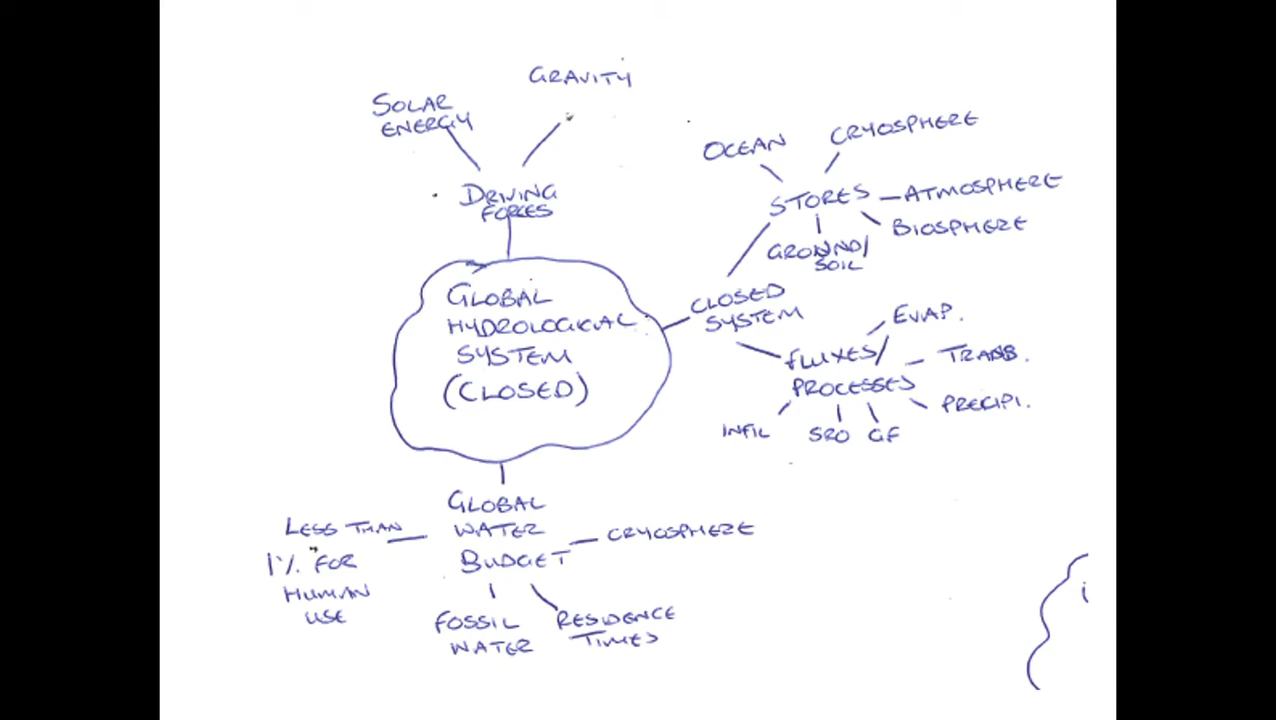 GRAVITY
SOLAR
ENERGY
DRIVING
FORCES
OCEAN
CRYOSPHERE
STORES
ATMOSPHERE
BIOSPHERE
GROUND/
SOIL
GLOBAL
HYDROLOGICAL
SYSTEM
(CLOSED)
CLOSED
SYSTEM
FLUXES/
PROCESSES
EVAP.
TRANS.
PRECIPI.
INFIL
SRO
GF
GLOBAL
WATER
BUDGET
LESS THAN
1% FOR
HUMAN
USE
CRYOSPHERE
FOSSIL
WATER
RESIDENCE
TIMES
i